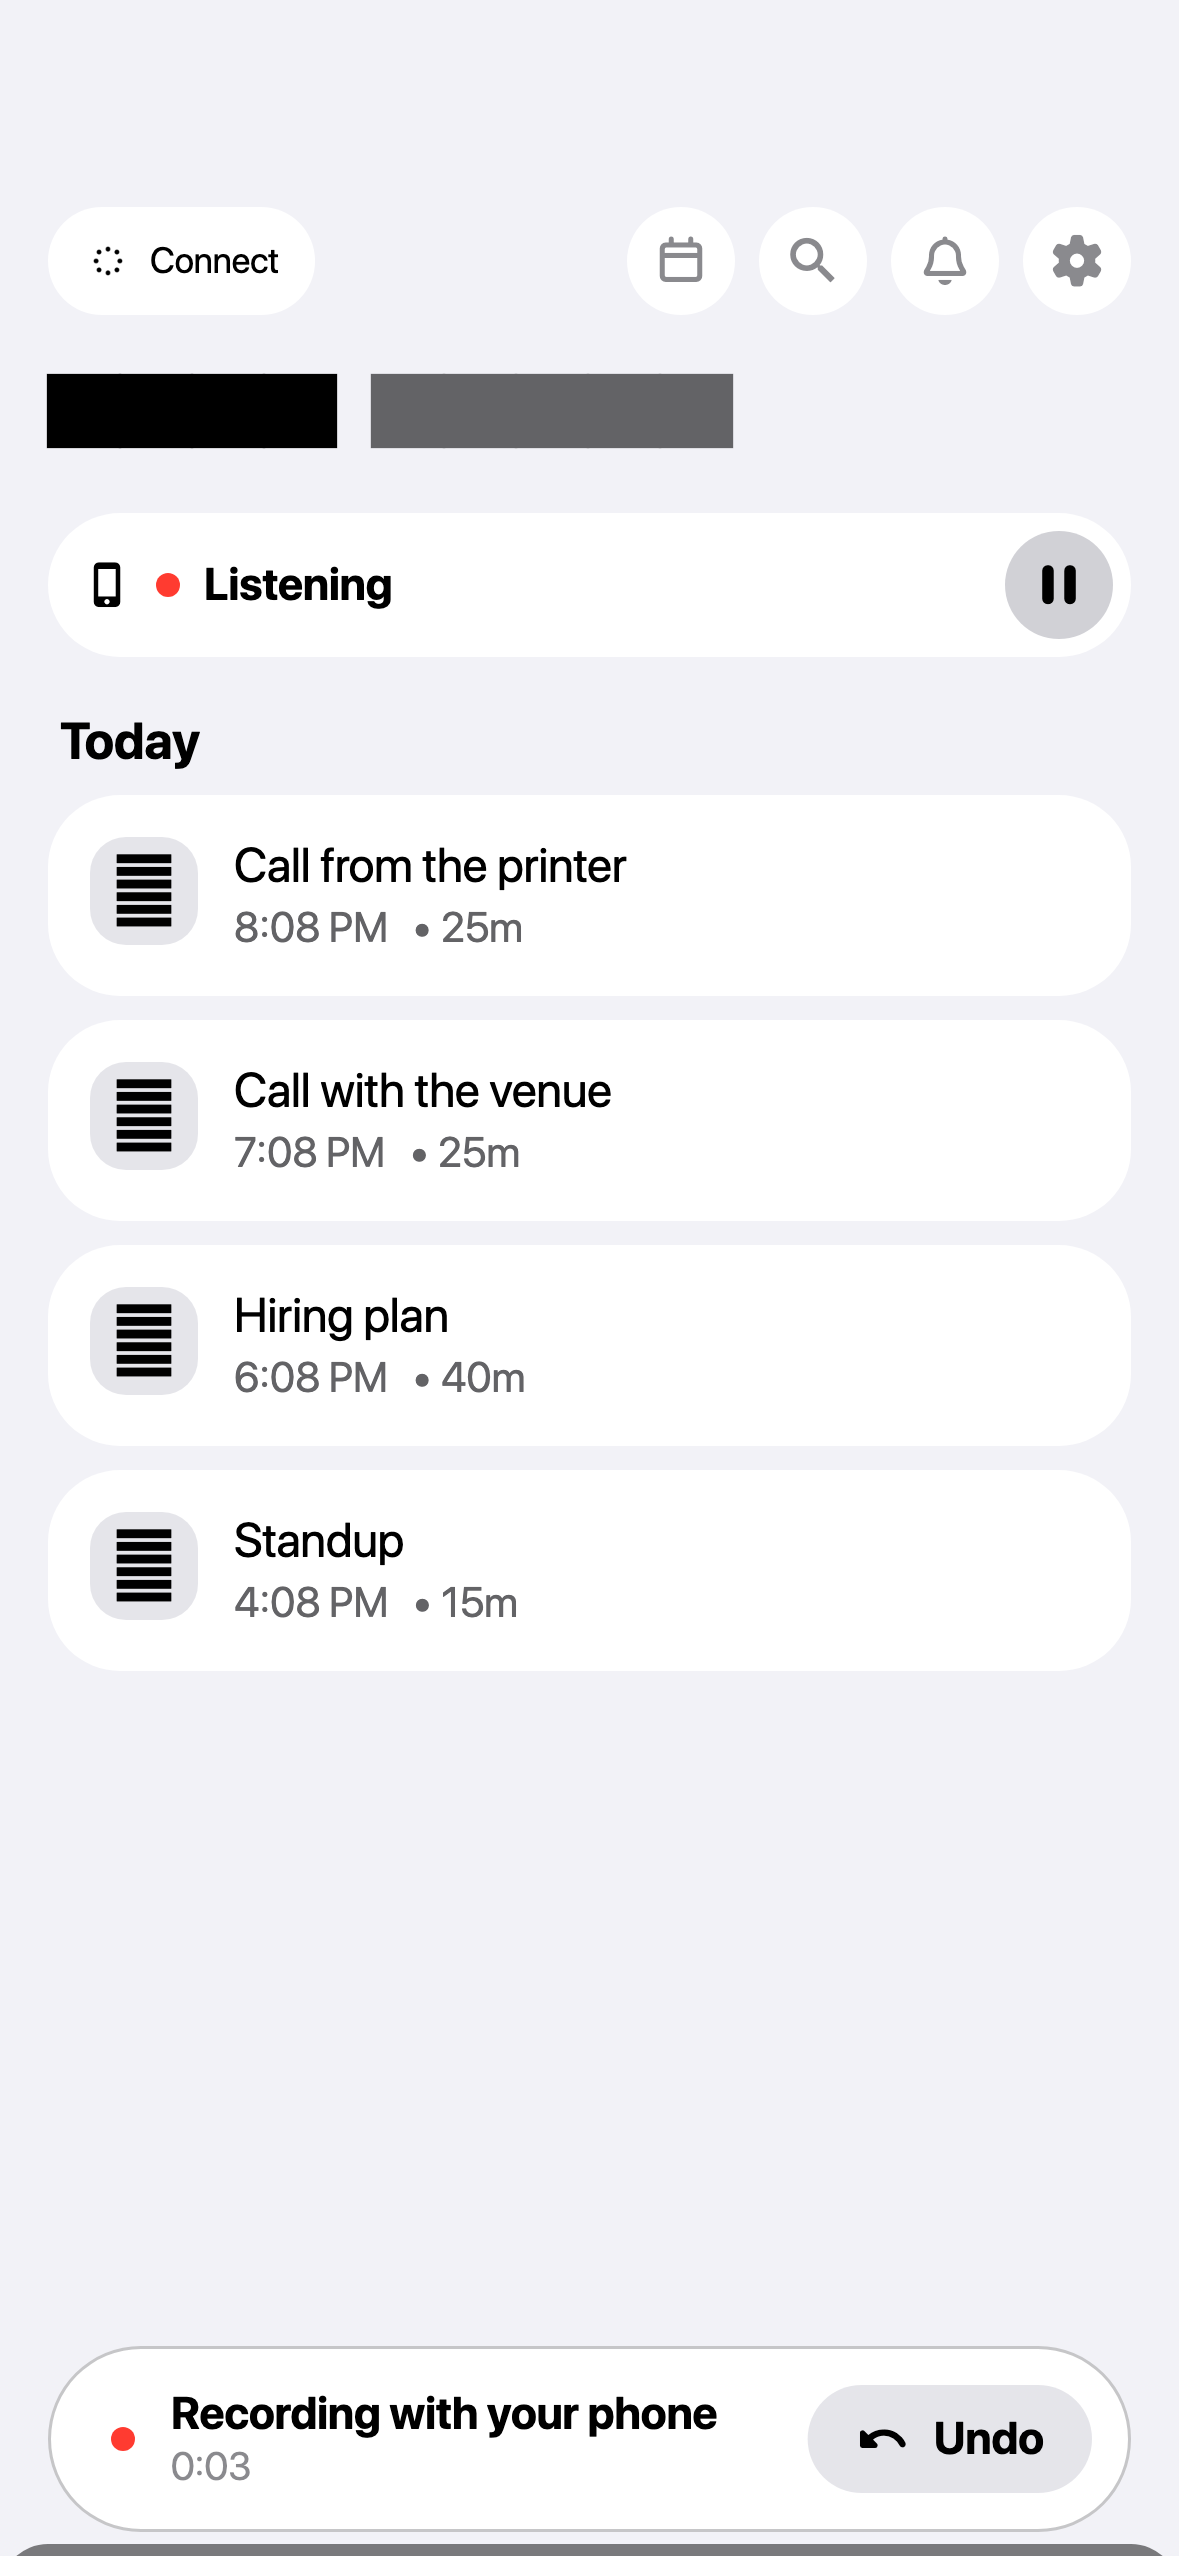 Connect
Listening
Today
Call from the printer
8:08 PM • 25m
Call with the venue
7:08 PM • 25m
Hiring plan
6:08 PM • 40m
Standup
4:08 PM • 15m
Recording with your phone
0:03
Undo